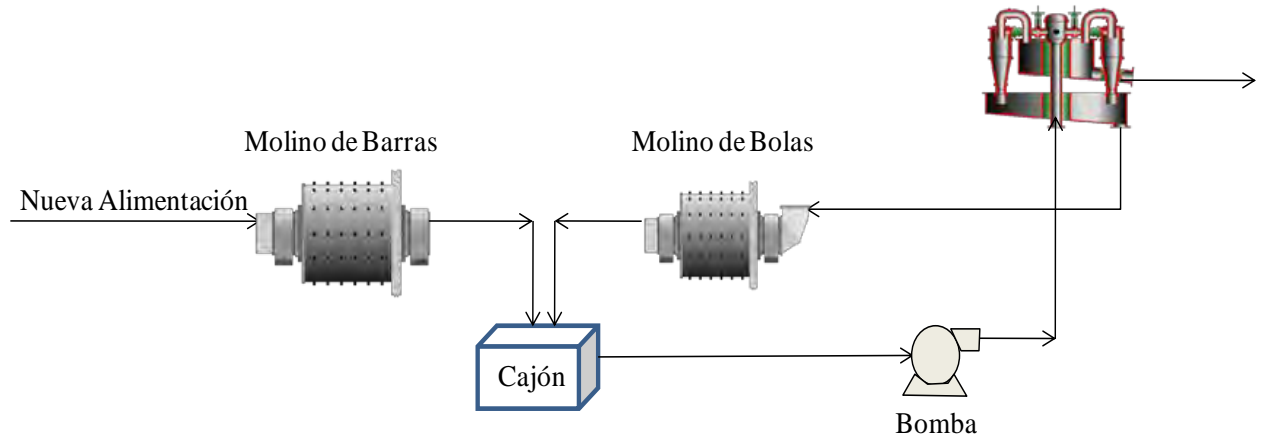 Molino de Barras
Molino de Bolas
Nueva Alimentación
Cajón
Bomba